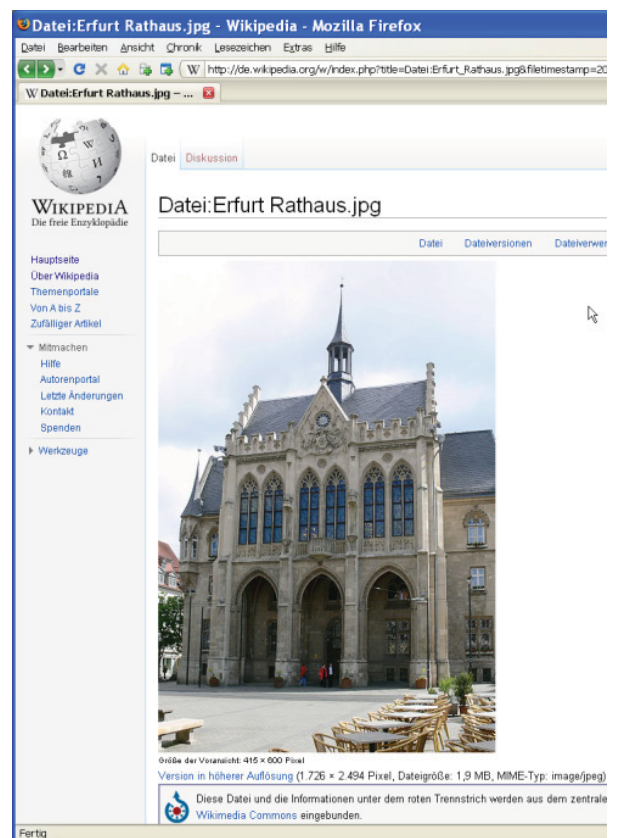 Datei:Erfurt Rathaus.jpg - Wikipedia - Mozilla Firefox
Datei Bearbeiten Ansicht Chronik Lesezeichen Extras Hilfe
W http://de.wikipedia.org/w/index.php?title=Datei:Erfurt_Rathaus.jpg&filetimestamp=20
W Datei:Erfurt Rathaus.jpg – ...
Ω W И
Datei Diskussion
WIKIPEDIA
Die freie Enzyklopädie
Datei:Erfurt Rathaus.jpg
Datei Dateiversionen Dateiverwer
Hauptseite
Über Wikipedia
Themenportale
Von A bis Z
Zufälliger Artikel
Mitmachen
Hilfe
Autorenportal
Letzte Änderungen
Kontakt
Spenden
Werkzeuge
Größe der Voransicht: 415 × 600 Pixel
Version in höherer Auflösung (1.726 × 2.494 Pixel, Dateigröße: 1,9 MB, MIME-Typ: image/jpeg)
Diese Datei und die Informationen unter dem roten Trennstrich werden aus dem zentrale
Wikimedia Commons eingebunden.
Fertig